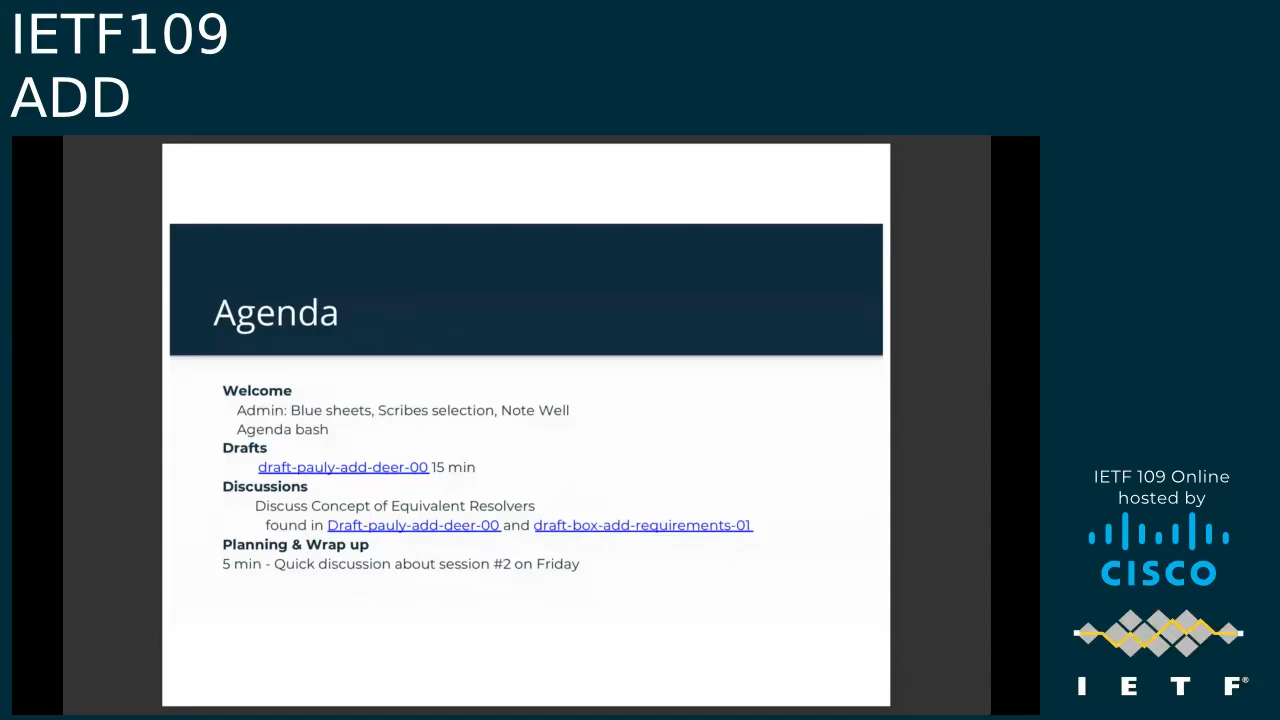 IETF109
ADD
Agenda
Welcome
Admin: Blue sheets, Scribes selection, Note Well
Agenda bash
Drafts
draft-pauly-add-deer-00 15 min
Discussions
Discuss Concept of Equivalent Resolvers
found in Draft-pauly-add-deer-00 and draft-box-add-requirements-01
Planning & Wrap up
5 min - Quick discussion about session #2 on Friday
IETF 109 Online
hosted by
CISCO
IETF®